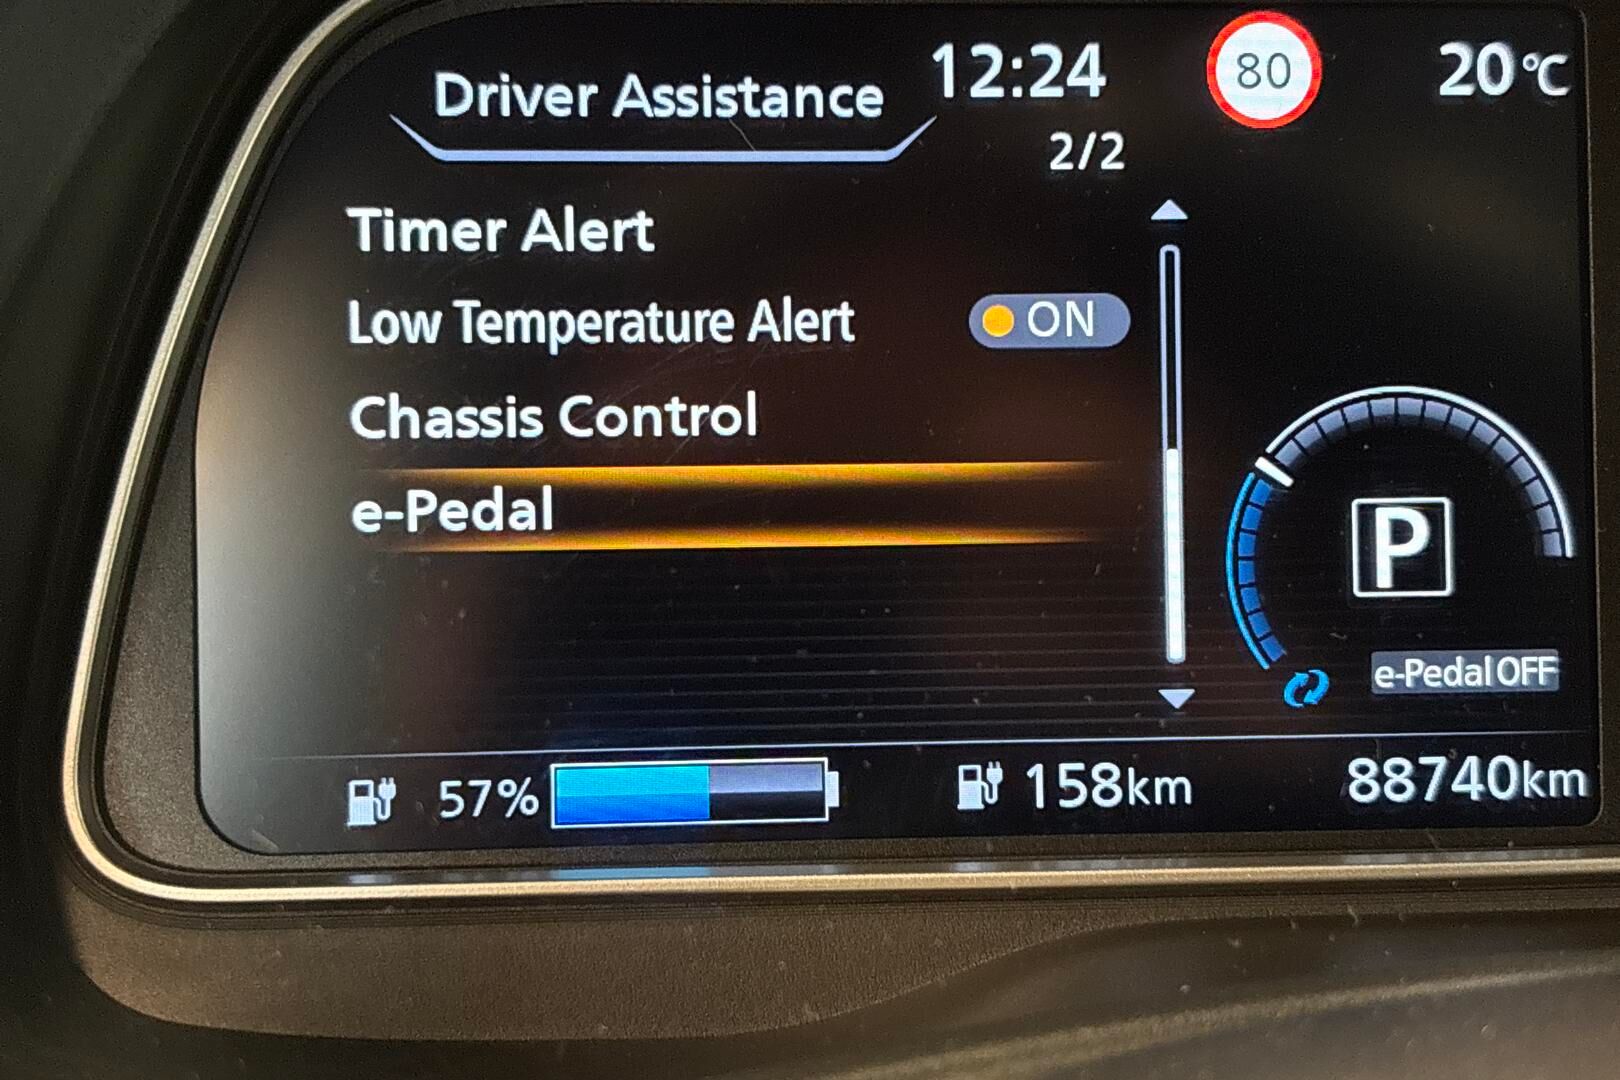 Driver Assistance 12:24 80 20°C
2/2
Timer Alert
Low Temperature Alert ON
Chassis Control
e-Pedal
P
e-Pedal OFF
57% 158km 88740km